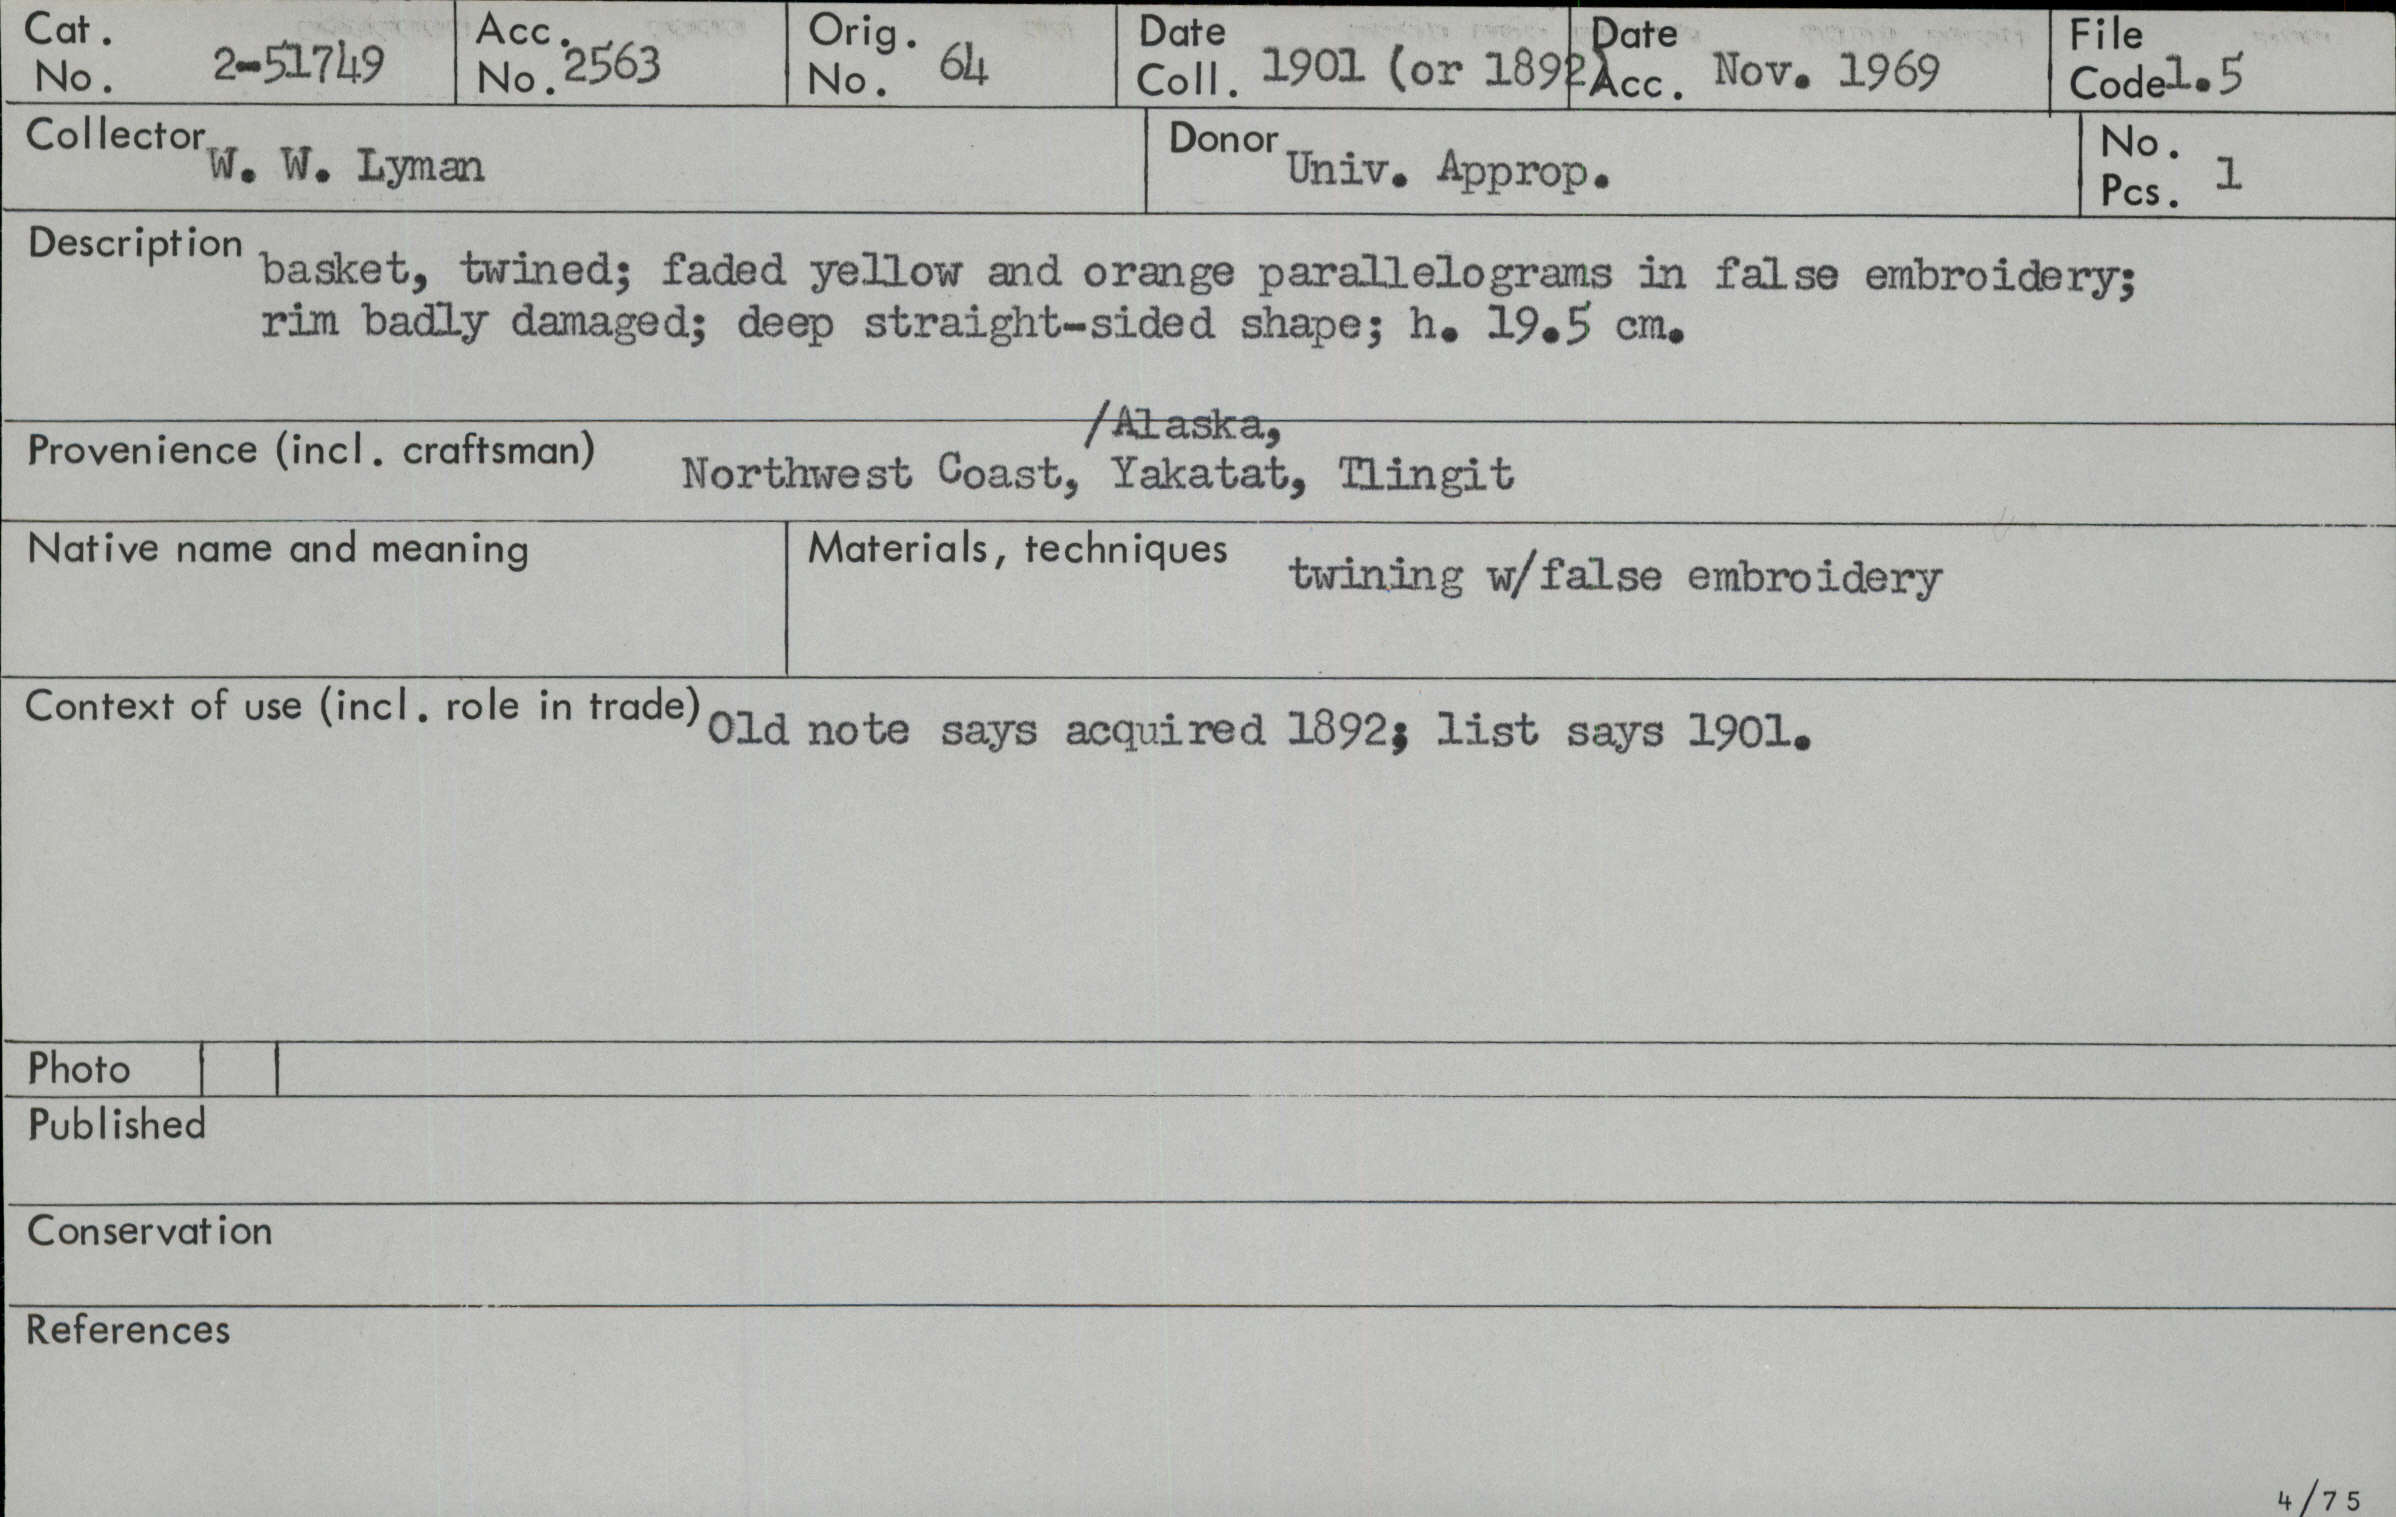 Cat. No. 2-51749
Acc. No. 2563
Orig. No. 64
Date Coll. 1901 (or 1892)
Date Acc. Nov. 1969
File Code 1.5
Collector W. W. Lyman
Donor Univ. Approp.
No. Pcs. 1
Description basket, twined; faded yellow and orange parallelograms in false embroidery;
rim badly damaged; deep straight-sided shape; h. 19.5 cm.
/Alaska,
Provenience (incl. craftsman) Northwest Coast, Yakatat, Tlingit
Native name and meaning
Materials, techniques twining w/false embroidery
Context of use (incl. role in trade) Old note says acquired 1892; list says 1901.
Photo
Published
Conservation
References
4/75